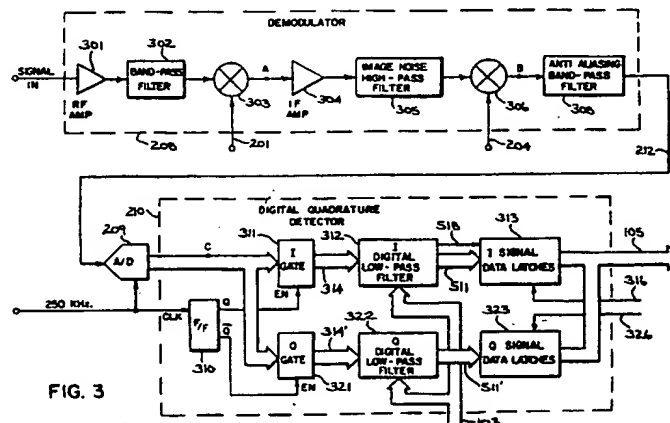 DEMODULATOR
301
302
303
A
304
305
306
B
308
SIGNAL IN
RF AMP
BAND-PASS FILTER
IF AMP
IMAGE NOISE HIGH-PASS FILTER
ANTI ALIASING BAND-PASS FILTER
208
201
204
212
210
DIGITAL QUADRATURE DETECTOR
209
A/D
C
311
I GATE
EN
314
312
I DIGITAL LOW-PASS FILTER
518
511
313
I SIGNAL DATA LATCHES
105
316
326
250 KHz.
CLK
F/F
Q
Q
310
314'
322
Q GATE
EN
321
Q DIGITAL LOW-PASS FILTER
323
Q SIGNAL DATA LATCHES
511'
103
FIG. 3